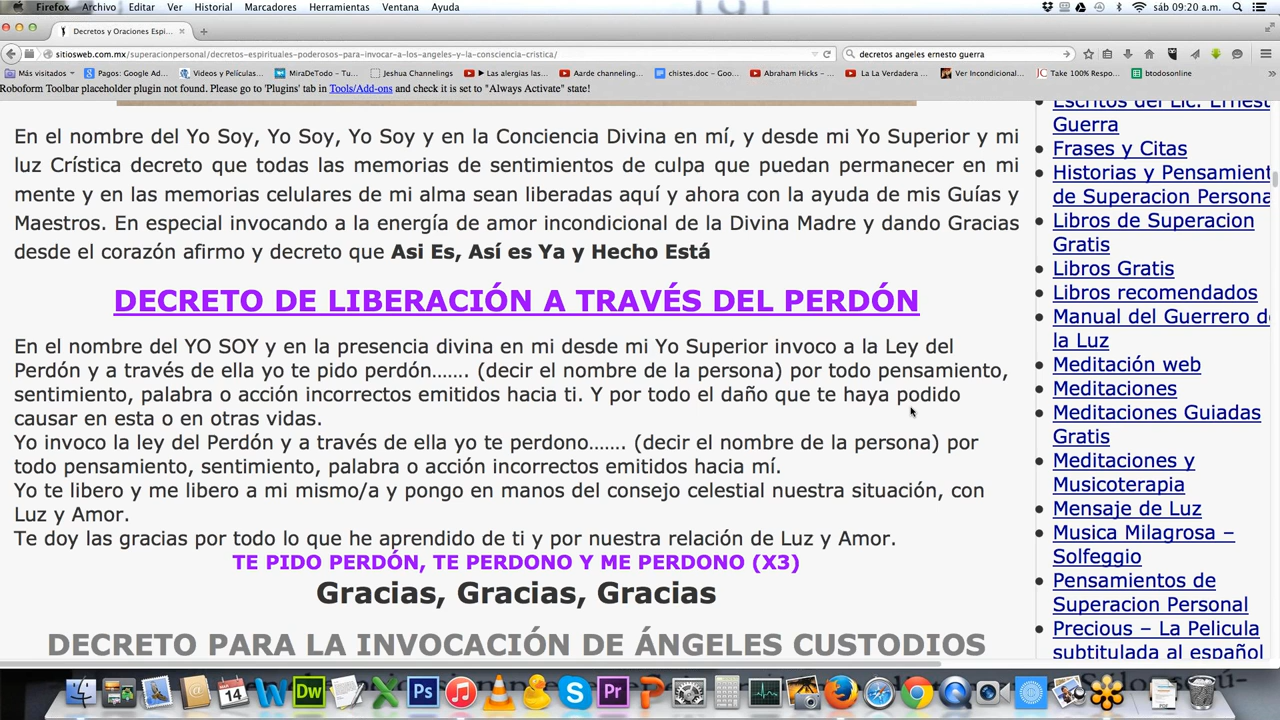 Firefox Archivo Editar Ver Historial Marcadores Herramientas Ventana Ayuda sáb 09:20 a.m.
Decretos y Oraciones Espi...
sitiosweb.com.mx/superacionpersonal/decretos-espirituales-poderosos-para-invocar-a-los-angeles-y-la-consciencia-cristica/
decretos angeles ernesto guerra
Más visitados Pagos: Google Ad... Videos y Películas... MiraDeTodo – Tu... Jeshua Channelings ▶ Las alergias las... Aarde channeling... chistes.doc – Goo... Abraham Hicks – ... La La Verdadera ... Ver Incondicional... Take 100% Respo... btodosonline
Roboform Toolbar placeholder plugin not found. Please go to 'Plugins' tab in Tools/Add-ons and check it is set to "Always Activate" state!
En el nombre del Yo Soy, Yo Soy, Yo Soy y en la Conciencia Divina en mí, y desde mi Yo Superior y mi
luz Crística decreto que todas las memorias de sentimientos de culpa que puedan permanecer en mi
mente y en las memorias celulares de mi alma sean liberadas aquí y ahora con la ayuda de mis Guías y
Maestros. En especial invocando a la energía de amor incondicional de la Divina Madre y dando Gracias
desde el corazón afirmo y decreto que Asi Es, Así es Ya y Hecho Está
DECRETO DE LIBERACIÓN A TRAVÉS DEL PERDÓN
En el nombre del YO SOY y en la presencia divina en mi desde mi Yo Superior invoco a la Ley del
Perdón y a través de ella yo te pido perdón....... (decir el nombre de la persona) por todo pensamiento,
sentimiento, palabra o acción incorrectos emitidos hacia ti. Y por todo el daño que te haya podido
causar en esta o en otras vidas.
Yo invoco la ley del Perdón y a través de ella yo te perdono....... (decir el nombre de la persona) por
todo pensamiento, sentimiento, palabra o acción incorrectos emitidos hacia mí.
Yo te libero y me libero a mi mismo/a y pongo en manos del consejo celestial nuestra situación, con
Luz y Amor.
Te doy las gracias por todo lo que he aprendido de ti y por nuestra relación de Luz y Amor.
TE PIDO PERDÓN, TE PERDONO Y ME PERDONO (X3)
Gracias, Gracias, Gracias
DECRETO PARA LA INVOCACIÓN DE ÁNGELES CUSTODIOS
Escritos del Lic. Ernest
Guerra
Frases y Citas
Historias y Pensamient
de Superacion Persona
Libros de Superacion
Gratis
Libros Gratis
Libros recomendados
Manual del Guerrero d
la Luz
Meditación web
Meditaciones
Meditaciones Guiadas
Gratis
Meditaciones y
Musicoterapia
Mensaje de Luz
Musica Milagrosa –
Solfeggio
Pensamientos de
Superacion Personal
Precious – La Pelicula
subtitulada al español
14
Dw
Ps
Pr